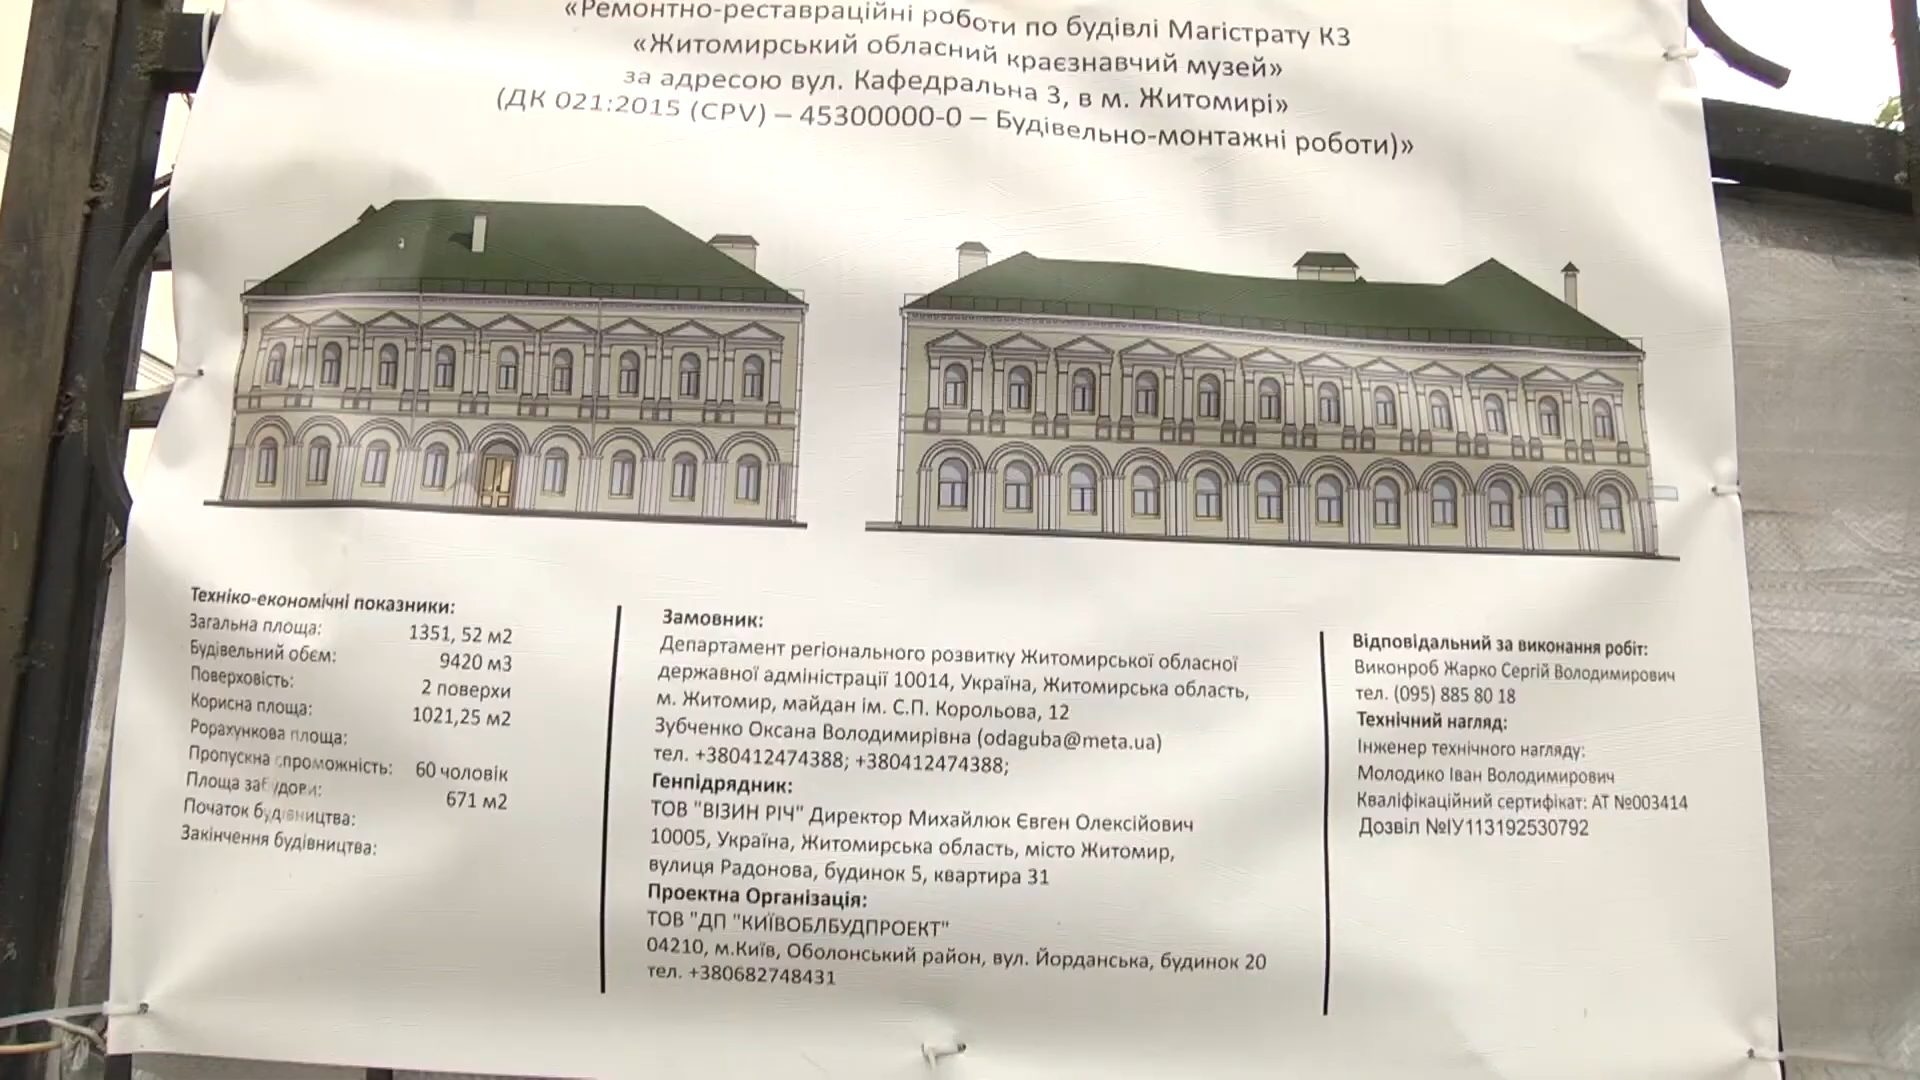 «Ремонтно-реставраційні роботи по будівлі Магістрату КЗ
«Житомирський обласний краєзнавчий музей»
за адресою вул. Кафедральна 3, в м. Житомирі»
(ДК 021:2015 (CPV) – 45300000-0 – Будівельно-монтажні роботи)»
Техніко-економічні показники:
Загальна площа: 1351, 52 м2
Будівельний обєм: 9420 м3
Поверховість: 2 поверхи
Корисна площа: 1021,25 м2
Рорахункова площа:
Пропускна спроможність: 60 чоловік
Площа забудови: 671 м2
Початок будівництва:
Закінчення будівництва:
Замовник:
Департамент регіонального розвитку Житомирської обласної
державної адміністрації 10014, Україна, Житомирська область,
м. Житомир, майдан ім. С.П. Корольова, 12
Зубченко Оксана Володимирівна (odaguba@meta.ua)
тел. +380412474388; +380412474388;
Генпідрядник:
ТОВ "ВІЗИН РІЧ" Директор Михайлюк Євген Олексійович
10005, Україна, Житомирська область, місто Житомир,
вулиця Радонова, будинок 5, квартира 31
Проектна Організація:
ТОВ "ДП "КИЇВОБЛБУДПРОЕКТ"
04210, м.Київ, Оболонський район, вул. Йорданська, будинок 20
тел. +380682748431
Відповідальний за виконання робіт:
Виконроб Жарко Сергій Володимирович
тел. (095) 885 80 18
Технічний нагляд:
Інженер технічного нагляду:
Молодико Іван Володимирович
Кваліфікаційний сертифікат: АТ №003414
Дозвіл №ІУ113192530792